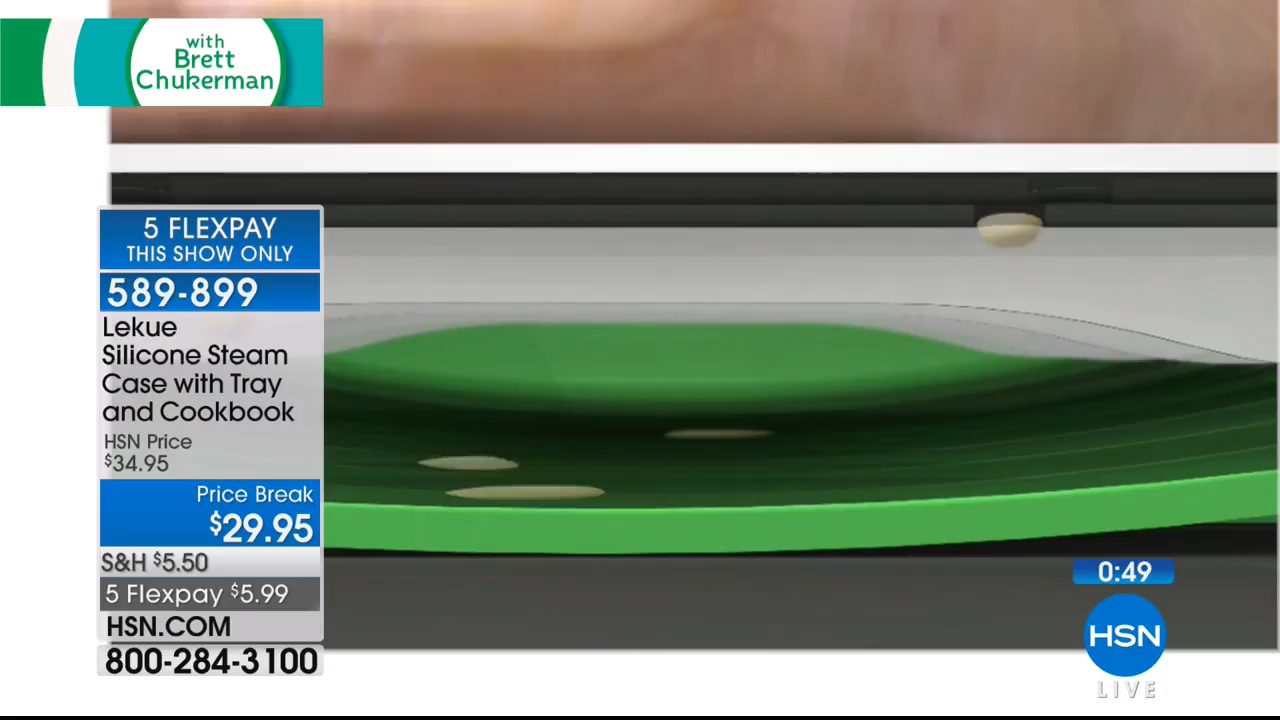 with
Brett
Chukerman
5 FLEXPAY
THIS SHOW ONLY
589-899
Lekue
Silicone Steam
Case with Tray
and Cookbook
HSN Price
$34.95
Price Break
$29.95
S&H $5.50
5 Flexpay $5.99
HSN.COM
800-284-3100
0:49
HSN
LIVE